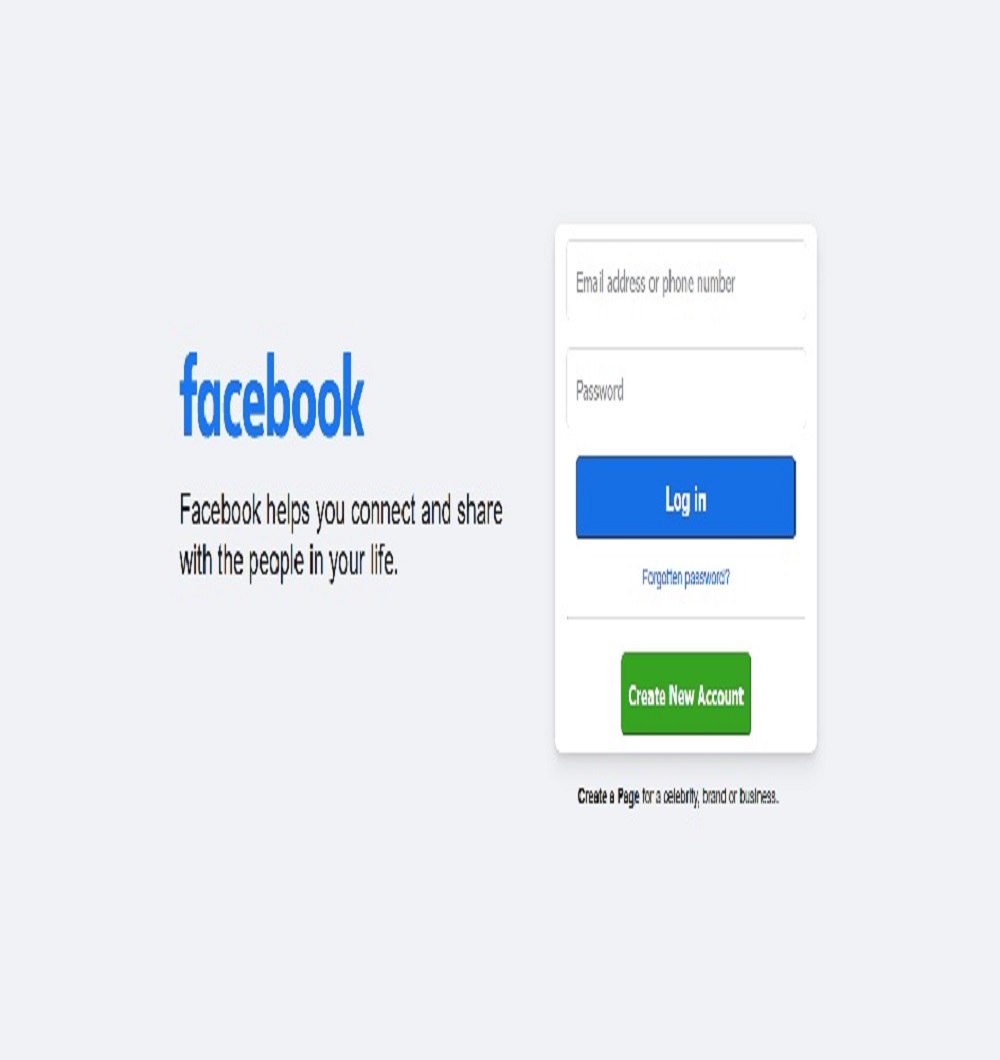 facebook
Facebook helps you connect and share
with the people in your life.
Email address or phone number
Password
Log in
Forgotten password?
Create New Account
Create a Page for a celebrity, brand or business.